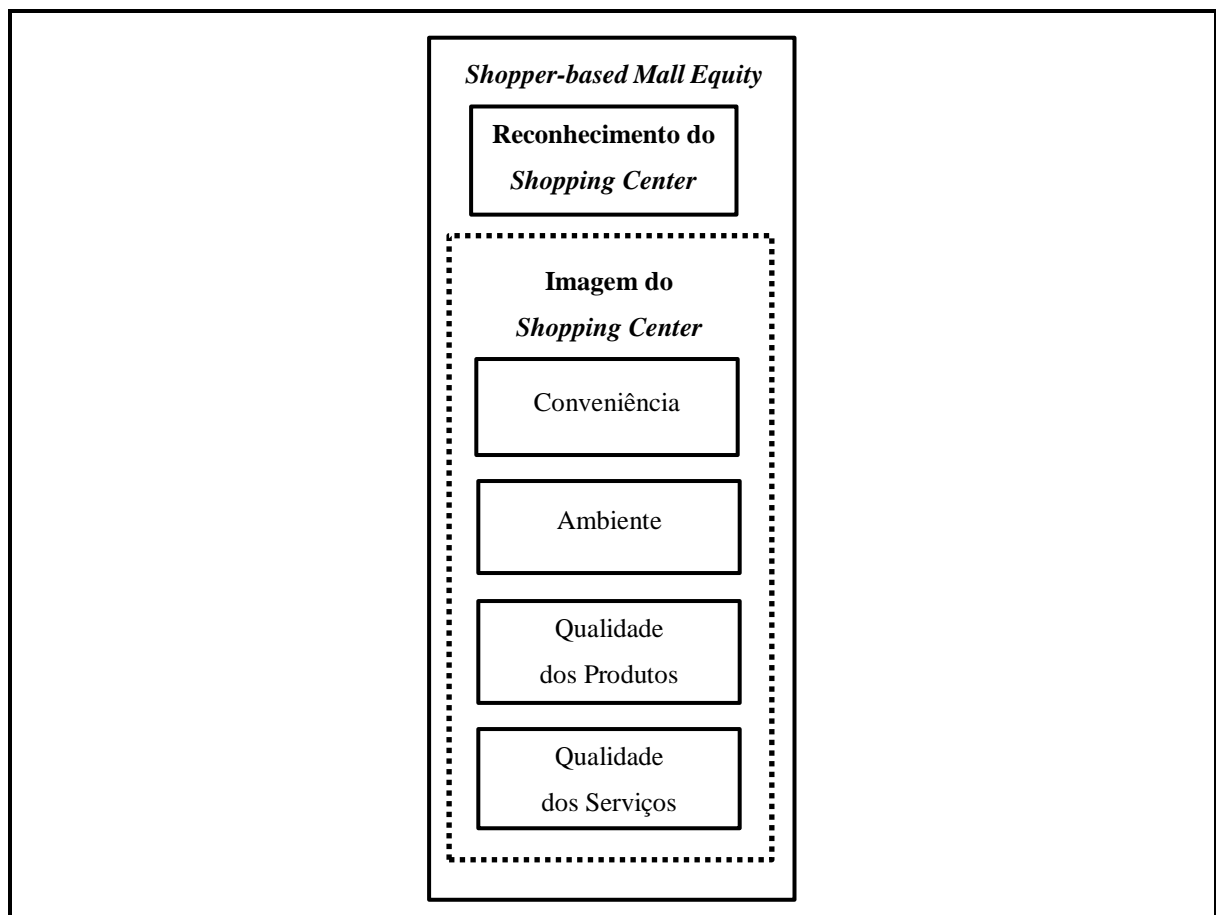 Shopper-based Mall Equity
Reconhecimento do
Shopping Center
Imagem do
Shopping Center
Conveniência
Ambiente
Qualidade
dos Produtos
Qualidade
dos Serviços